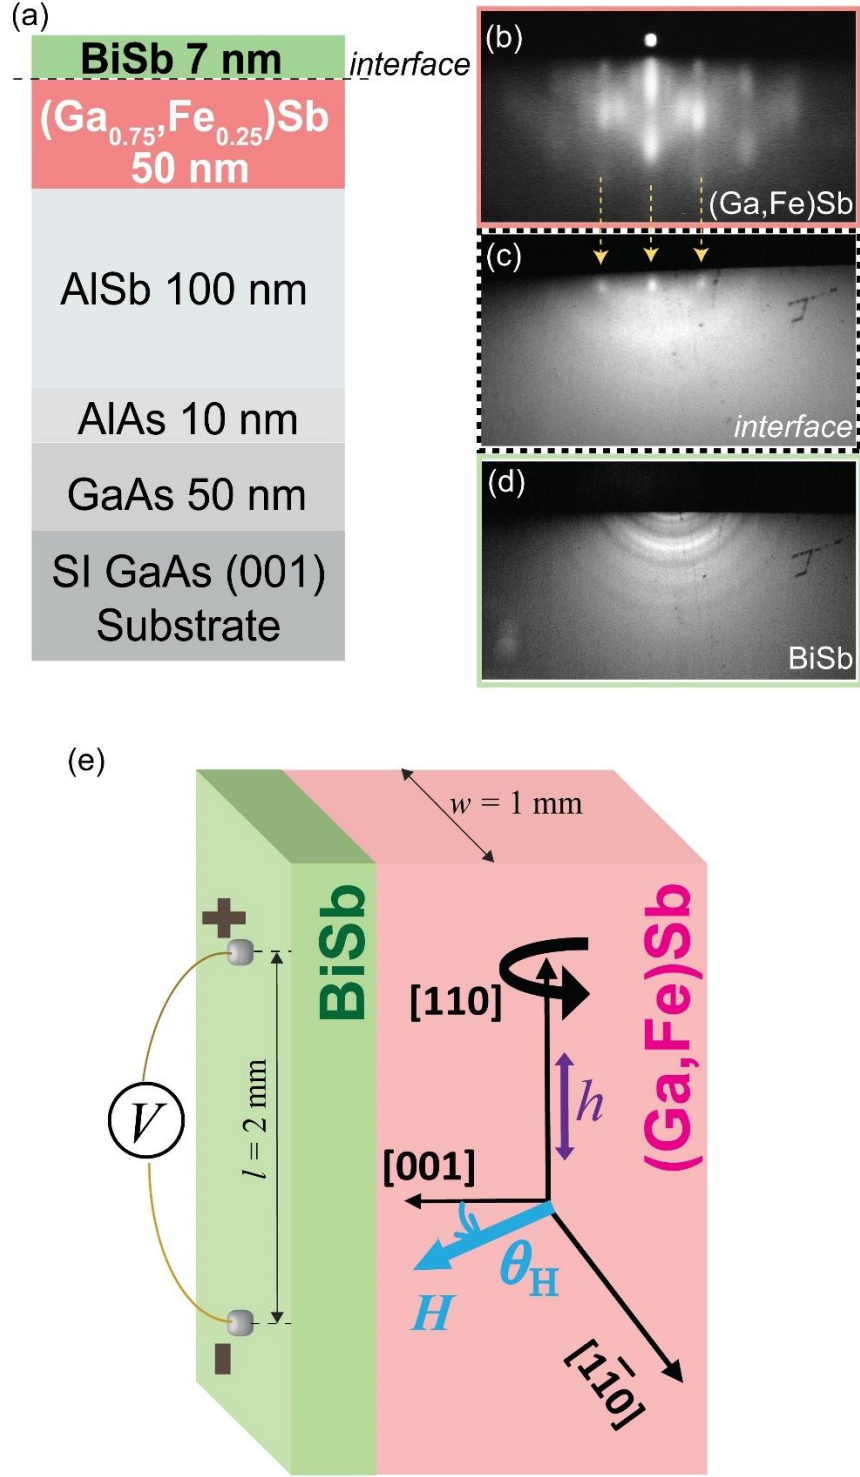 (a)
BiSb 7 nm
interface
(Ga0.75,Fe0.25)Sb
50 nm
AlSb 100 nm
AlAs 10 nm
GaAs 50 nm
SI GaAs (001)
Substrate
(b)
(Ga,Fe)Sb
(c)
interface
(d)
BiSb
(e)
w = 1 mm
BiSb
(Ga,Fe)Sb
+
[110]
h
V
l = 2 mm
[001]
θH
H
-
[11̅0]